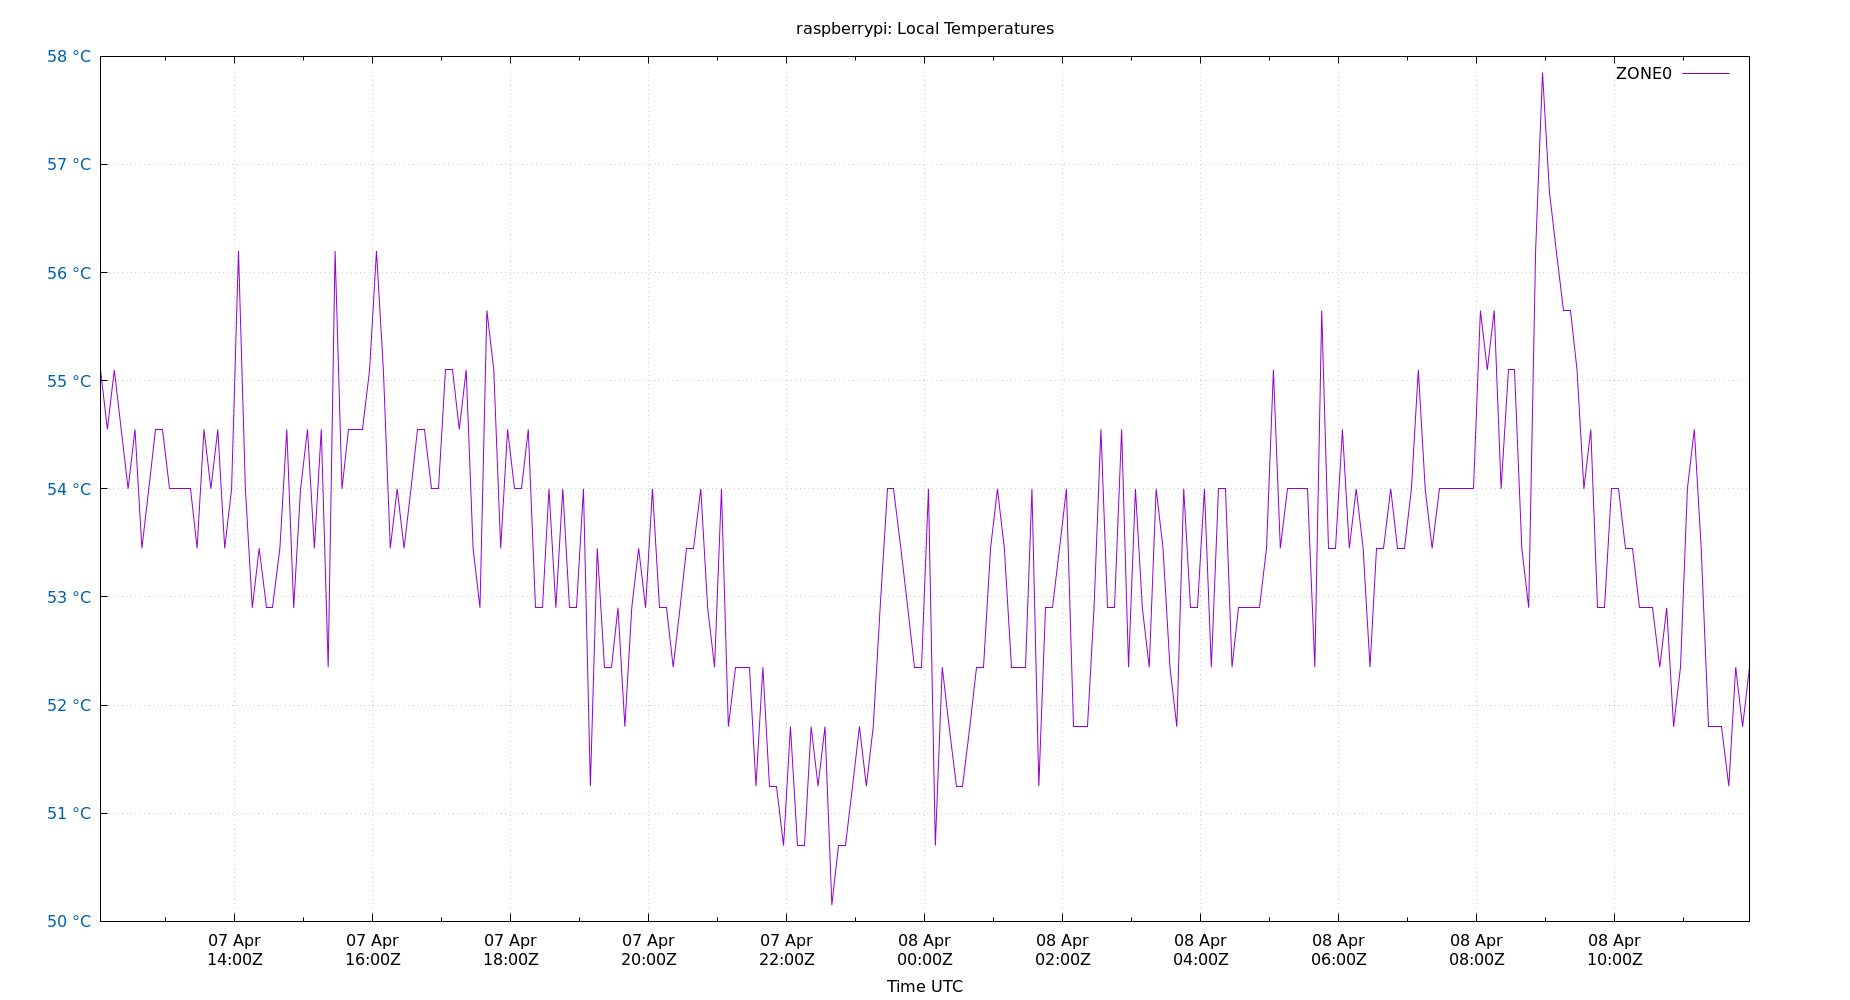 raspberrypi: Local Temperatures
58 °C
ZONE0
57 °C
56 °C
55 °C
54 °C
53 °C
52 °C
51 °C
50 °C
07 Apr 07 Apr 07 Apr 07 Apr 07 Apr 08 Apr 08 Apr 08 Apr 08 Apr 08 Apr 08 Apr
14:00Z 16:00Z 18:00Z 20:00Z 22:00Z 00:00Z 02:00Z 04:00Z 06:00Z 08:00Z 10:00Z
Time UTC